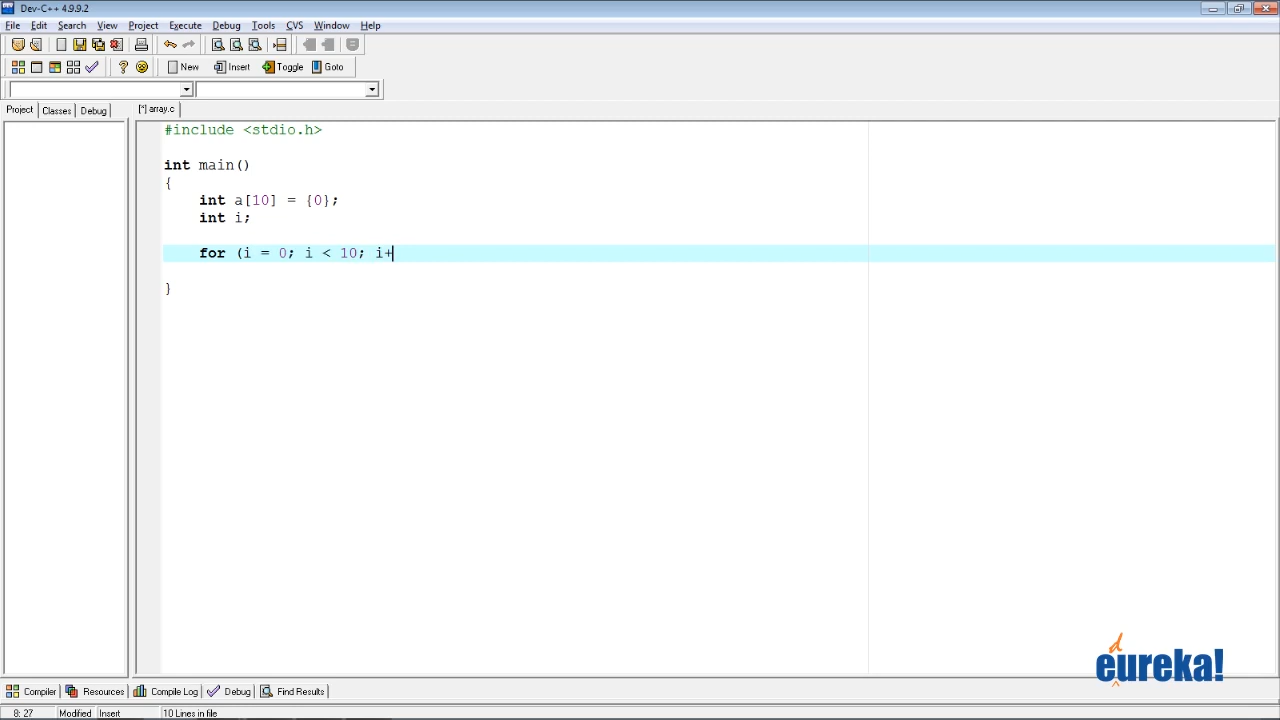 Dev-C++ 4.9.9.2
File Edit Search View Project Execute Debug Tools CVS Window Help
New Insert Toggle Goto
Project Classes Debug [*] array.c
#include <stdio.h>
int main()
{
int a[10] = {0};
int i;
for (i = 0; i < 10; i+
}
edureka!
Compiler Resources Compile Log Debug Find Results
8: 27 Modified Insert 10 Lines in file